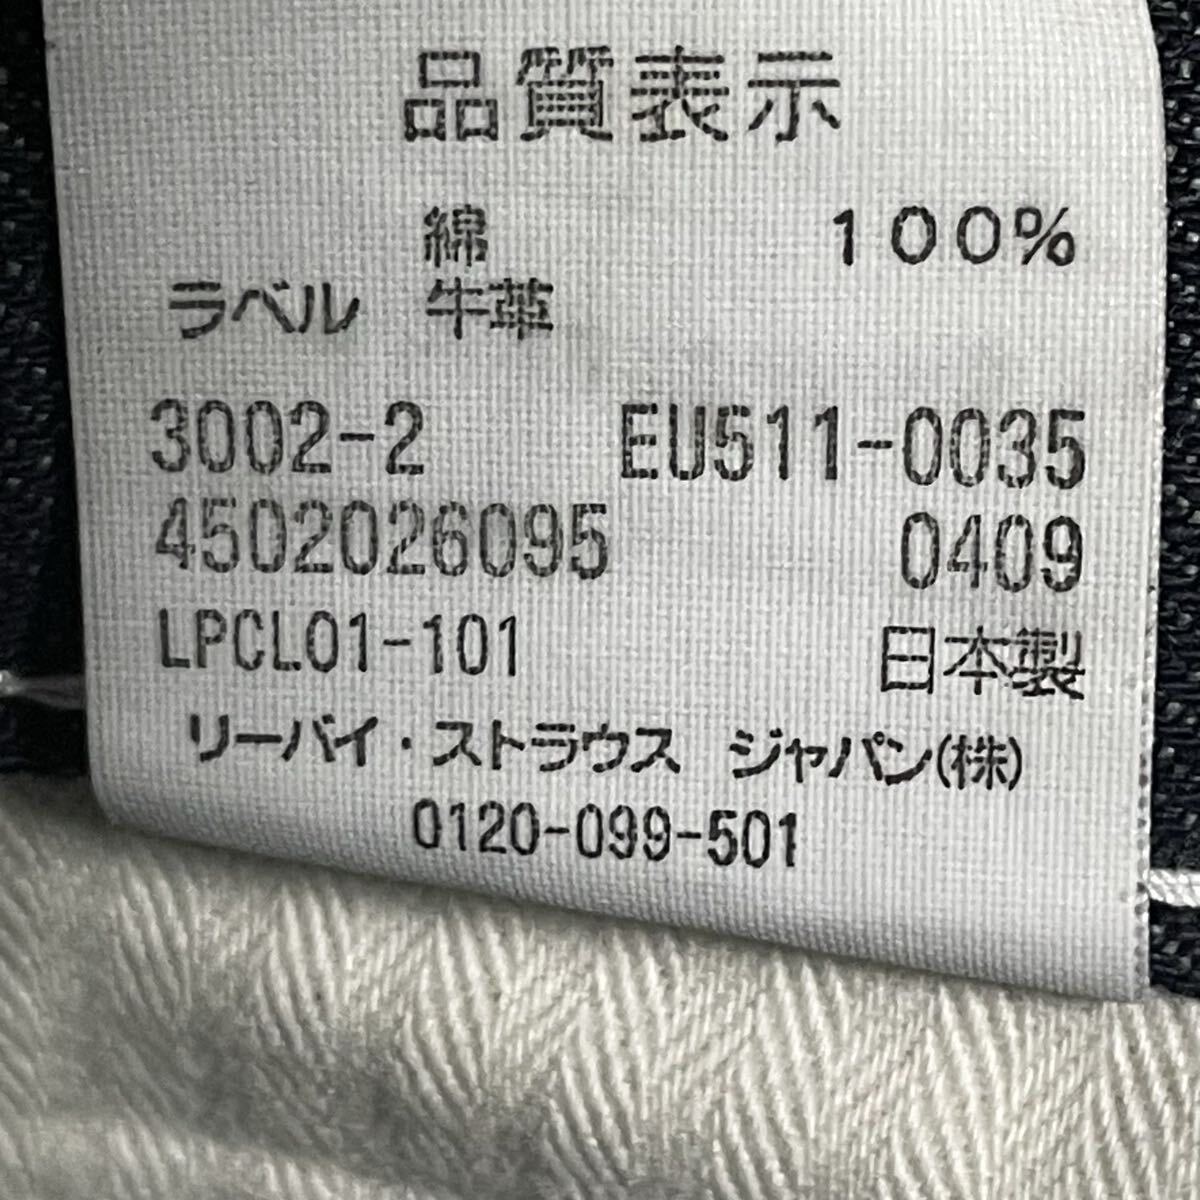 品質表示
綿 100%
ラベル 牛革
3002-2 EU511-0035
4502026095 0409
LPCL01-101 日本製
リーバイ・ストラウス ジャパン(株)
0120-099-501